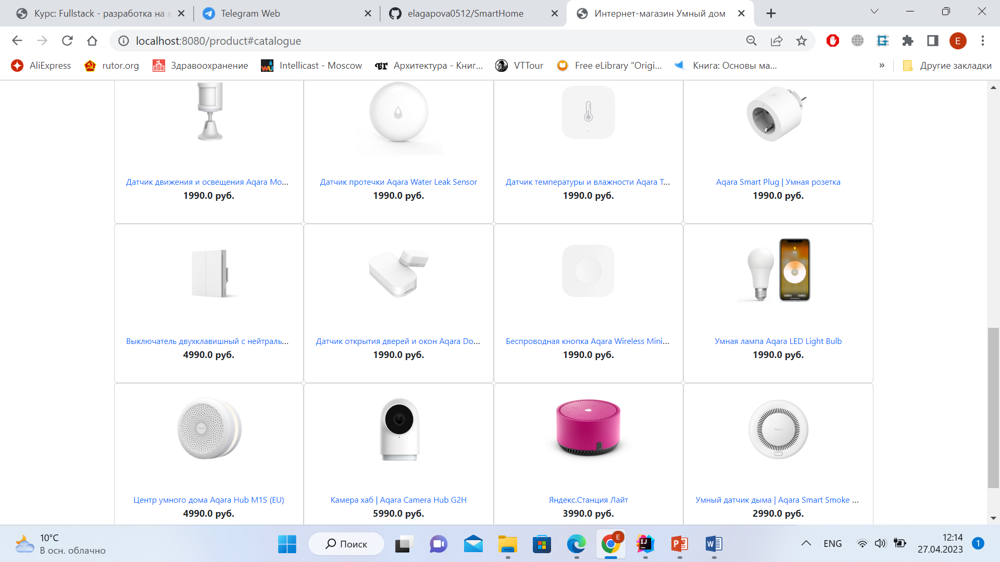 Курс: Fullstack - разработка на я
Telegram Web
elagapova0512/SmartHome
Интернет-магазин Умный дом
localhost:8080/product#catalogue
E
AliExpress
rutor.org
Здравоохранение
Intellicast - Moscow
Архитектура - Книг...
VTTour
Free eLibrary "Origi...
Книга: Основы ма...
»
Другие закладки
Датчик движения и освещения Aqara Mo...
1990.0 руб.
Датчик протечки Aqara Water Leak Sensor
1990.0 руб.
Датчик температуры и влажности Aqara T...
1990.0 руб.
Aqara Smart Plug | Умная розетка
1990.0 руб.
Выключатель двухклавишный с нейтраль...
4990.0 руб.
Датчик открытия дверей и окон Aqara Do...
1990.0 руб.
Беспроводная кнопка Aqara Wireless Mini...
1990.0 руб.
Умная лампа Aqara LED Light Bulb
1990.0 руб.
Центр умного дома Aqara Hub M1S (EU)
4990.0 руб.
Камера хаб | Aqara Camera Hub G2H
5990.0 руб.
Яндекс.Станция Лайт
3990.0 руб.
Умный датчик дыма | Aqara Smart Smoke ...
2990.0 руб.
10°C
В осн. облачно
Поиск
E
IJ
P
W
ENG
12:14
27.04.2023
1